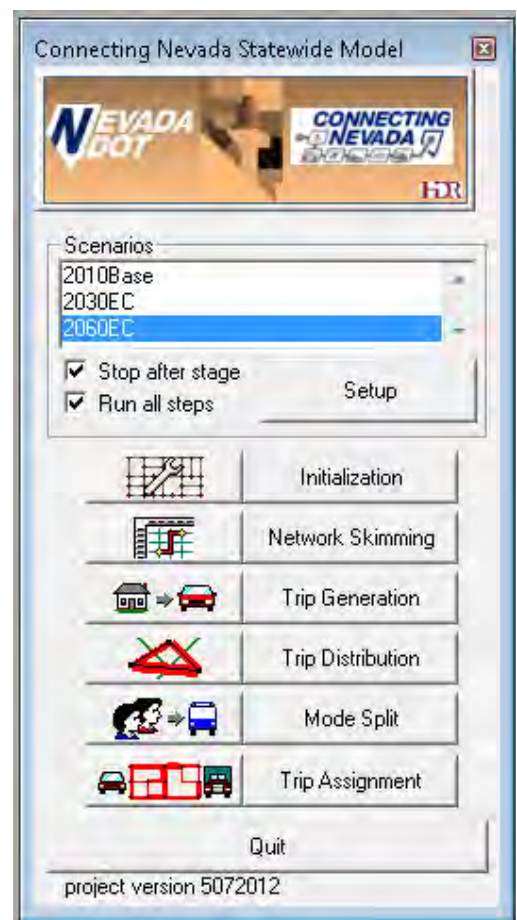 Connecting Nevada Statewide Model
NEVADA
DOT
CONNECTING
NEVADA
HDR
Scenarios
2010Base
2030EC
2060EC
Stop after stage
Run all steps
Setup
Initialization
Network Skimming
Trip Generation
Trip Distribution
Mode Split
Trip Assignment
Quit
project version 5072012